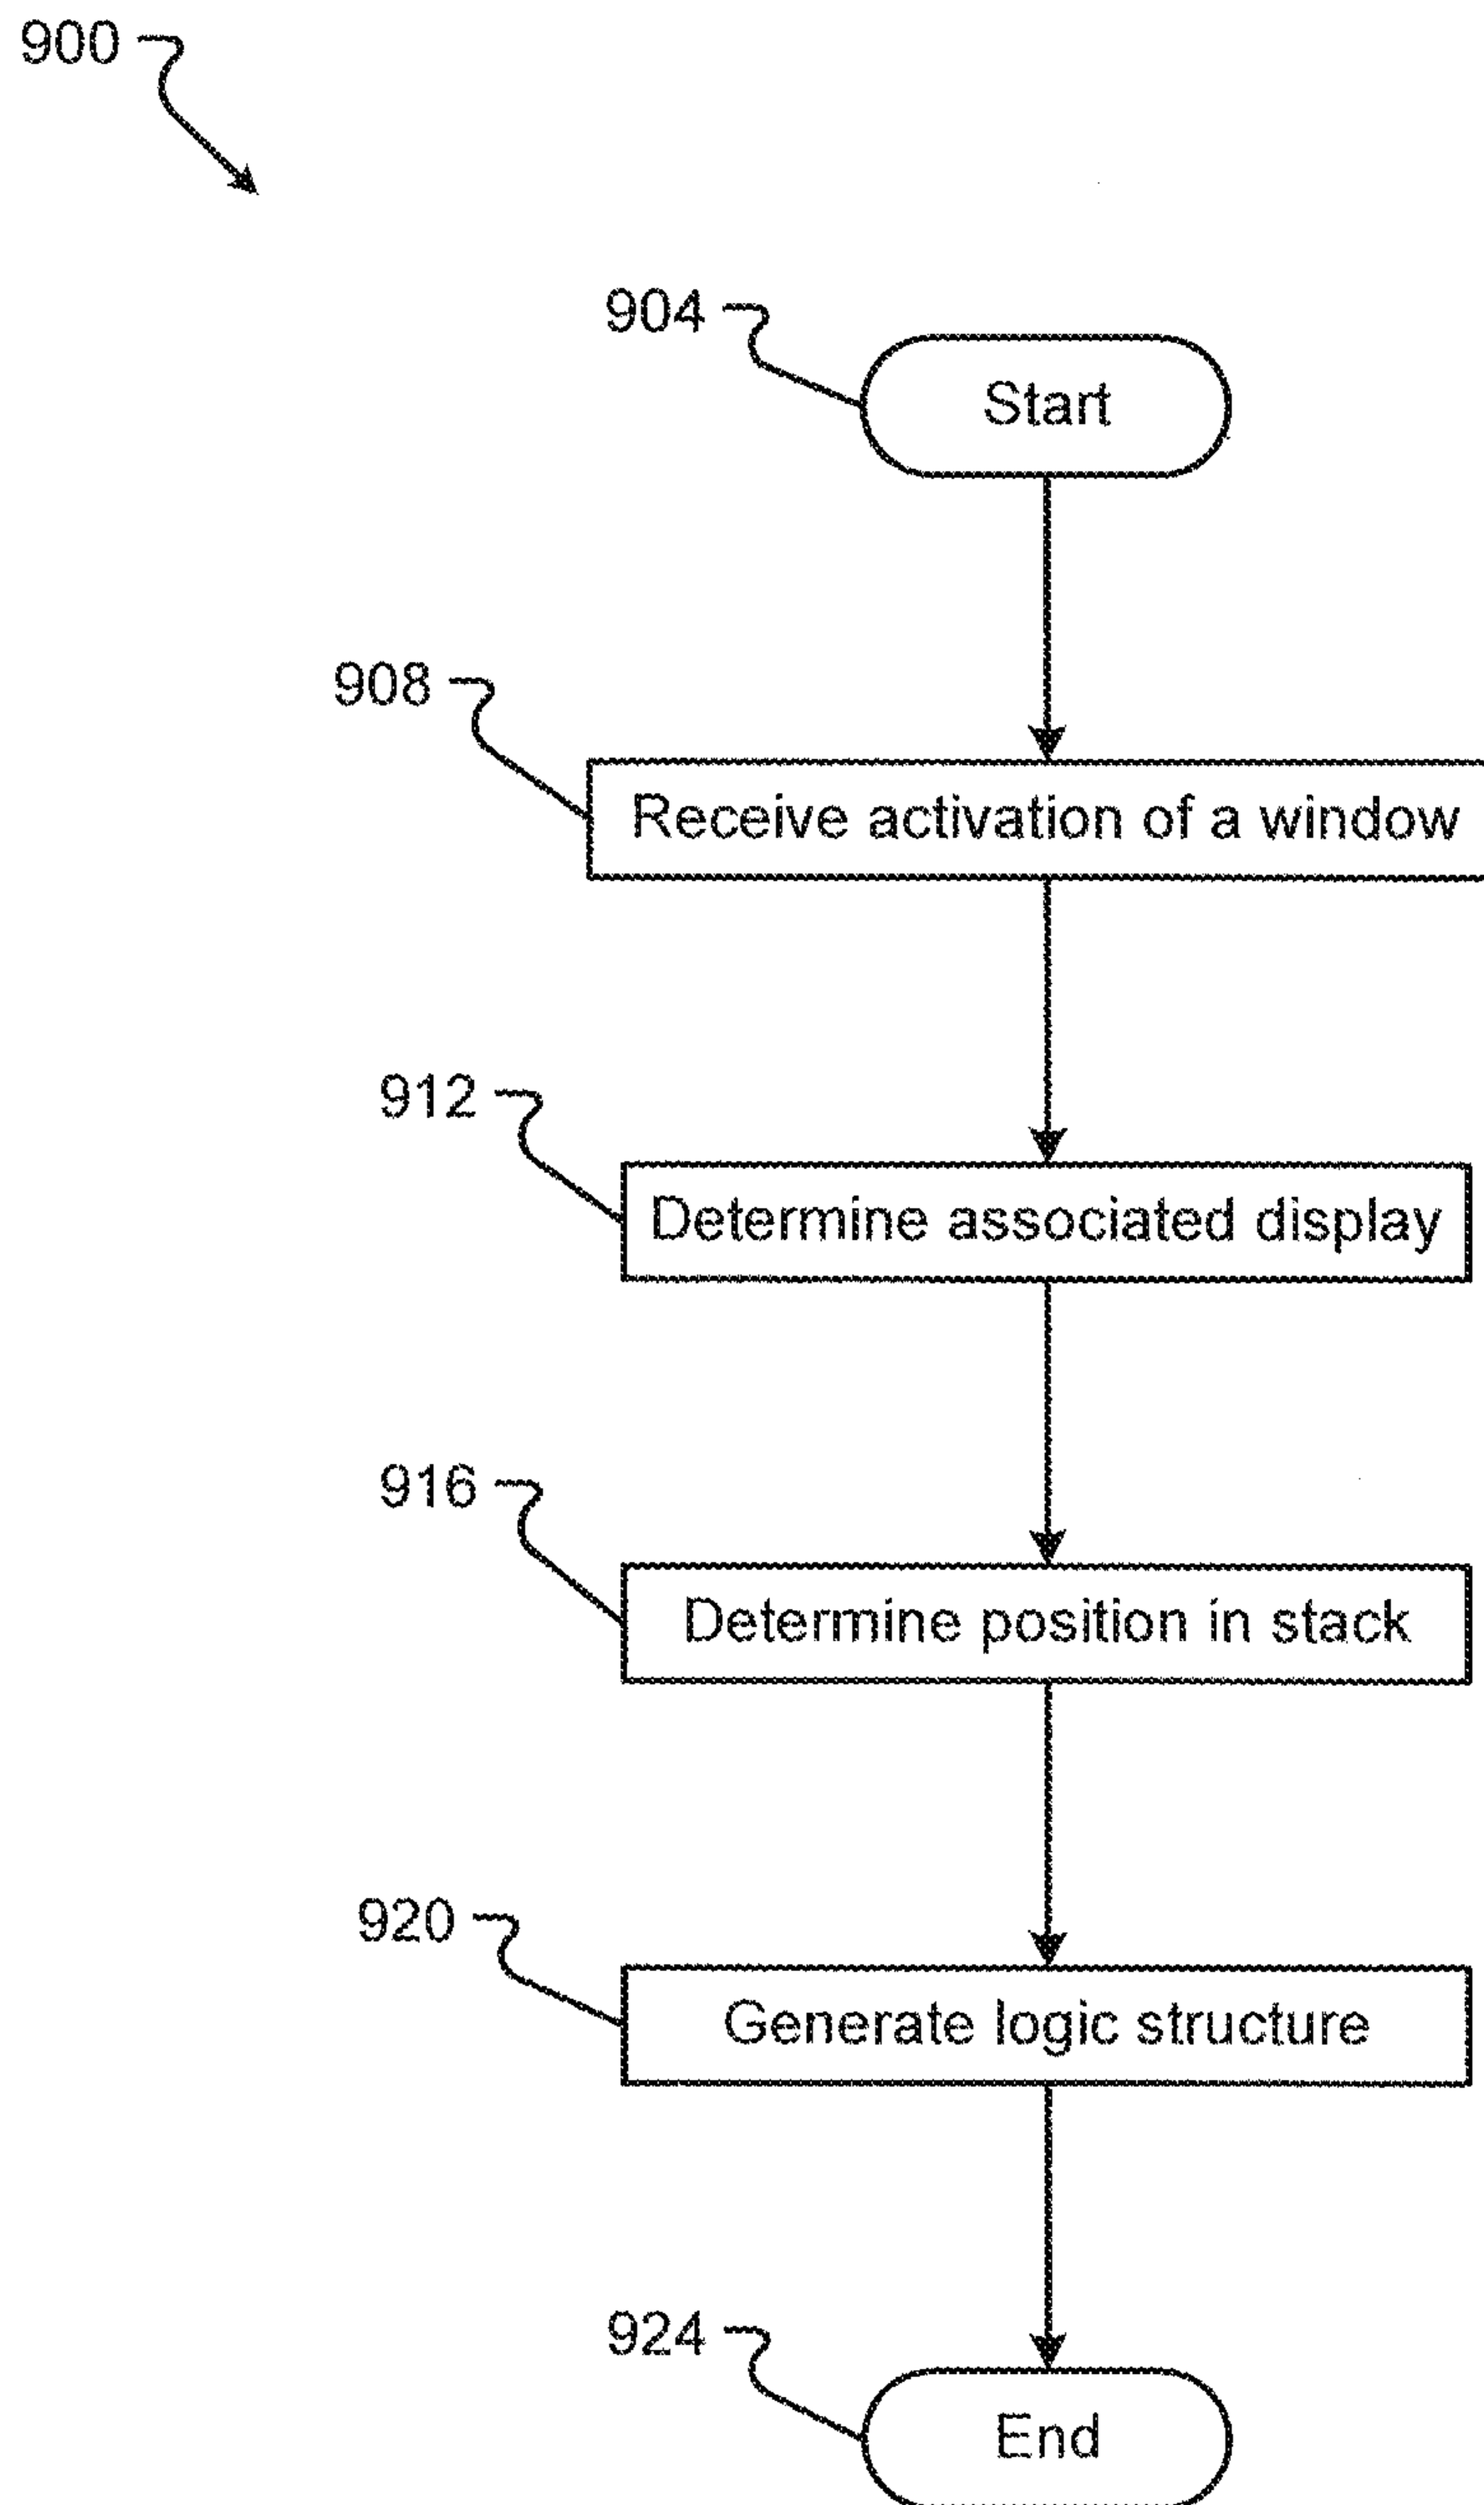 900
904
Start
908
Receive activation of a window
912
Determine associated display
916
Determine position in stack
920
Generate logic structure
924
End